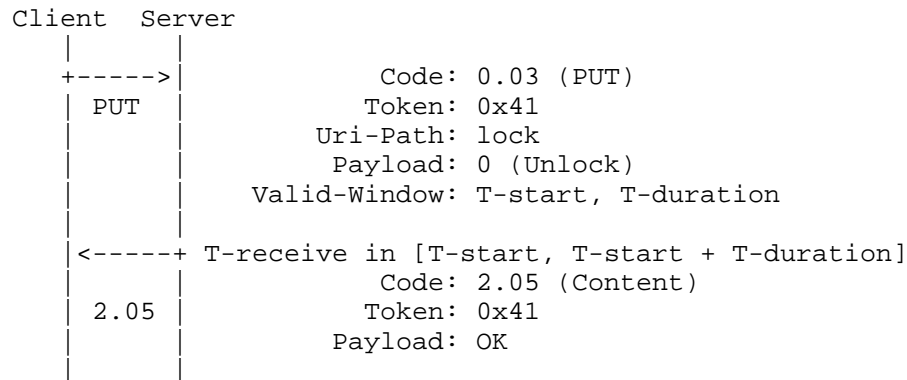 Client  Server
   |      |
   +----->|            Code: 0.03 (PUT)
   | PUT  |           Token: 0x41
   |      |        Uri-Path: lock
   |      |         Payload: 0 (Unlock)
   |      |    Valid-Window: T-start, T-duration
   |      |
   |<-----+ T-receive in [T-start, T-start + T-duration]
   |      |            Code: 2.05 (Content)
   | 2.05 |           Token: 0x41
   |      |         Payload: OK
   |      |